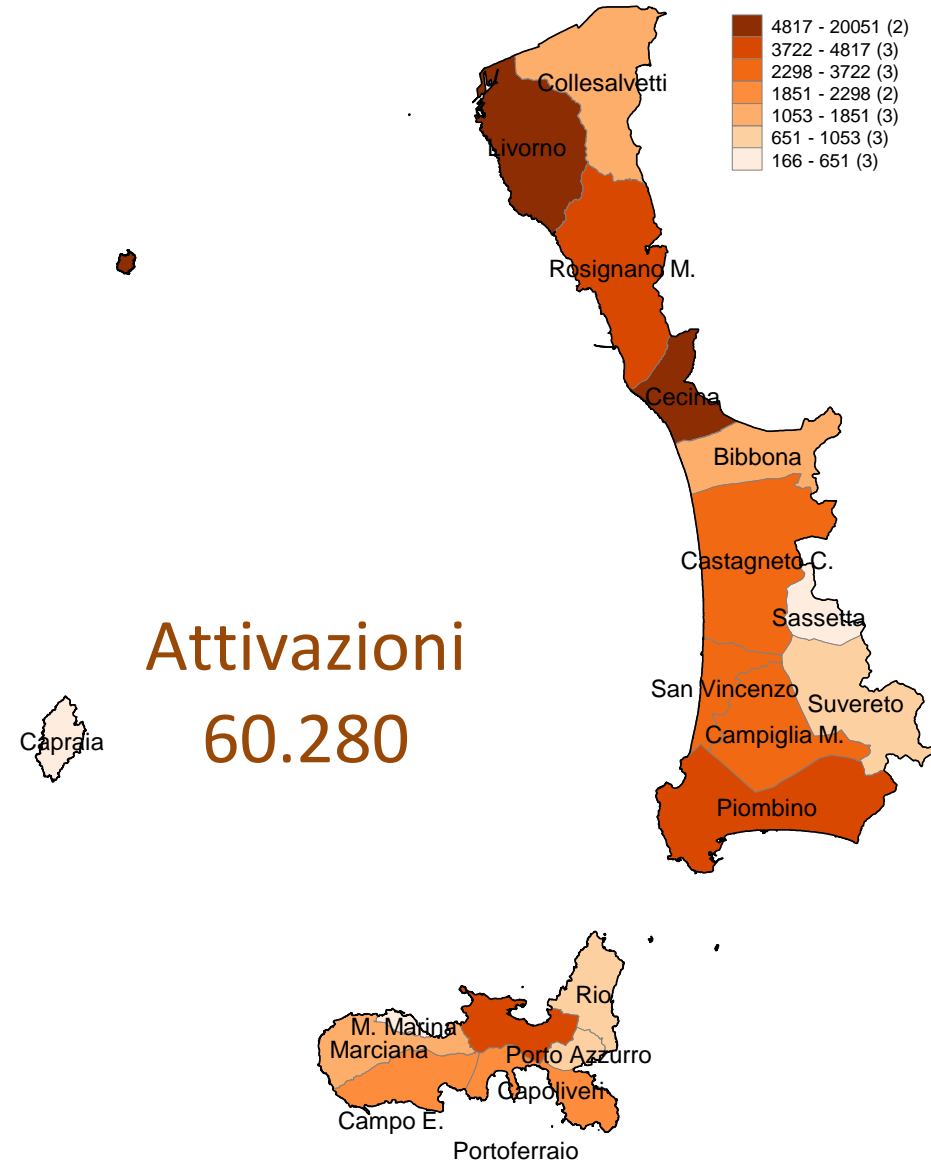 4817 - 20051 (2)
3722 - 4817 (3)
2298 - 3722 (3)
1851 - 2298 (2)
1053 - 1851 (3)
651 - 1053 (3)
166 - 651 (3)
Collesalvetti
Livorno
Rosignano M.
Cecina
Bibbona
Castagneto C.
Sassetta
Attivazioni
60.280
San Vincenzo
Suvereto
Capraia
Campiglia M.
Piombino
Rio
M. Marina
Marciana
Porto Azzurro
Capoliveri
Campo E.
Portoferraio